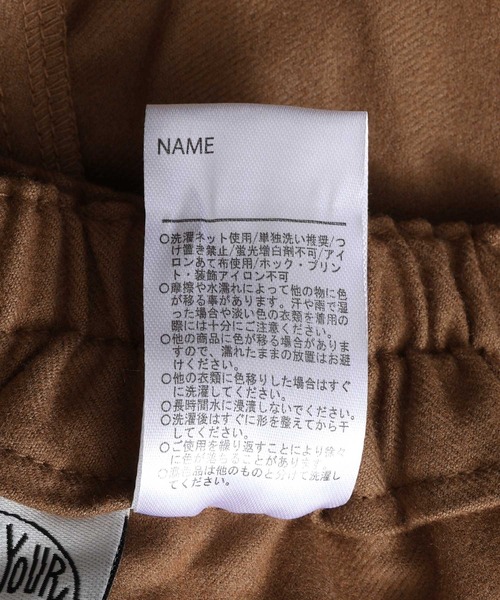 NAME
○洗濯ネット使用/単独洗い推奨/つ
け置き禁止/蛍光増白剤不可/アイ
ロンあて布使用/ホック・プリン
ト・装飾アイロン不可
○摩擦や水濡れによって他の物に色
が移る事があります。汗や雨で湿
った場合や淡い色の衣類を着用の
際には十分にご注意ください。
○他の商品に色が移る場合がありま
すので、濡れたままの放置はお避
けください。
○他の衣類に色移りした場合はすぐ
に洗濯してください。
○長時間水に浸漬しないでください。
○洗濯後はすぐに形を整えてから干
してください。
○ご使用を繰り返すことにより徐々
に色が落ちることがあります。
は他のものと分けて洗濯し
てください。
YOUR